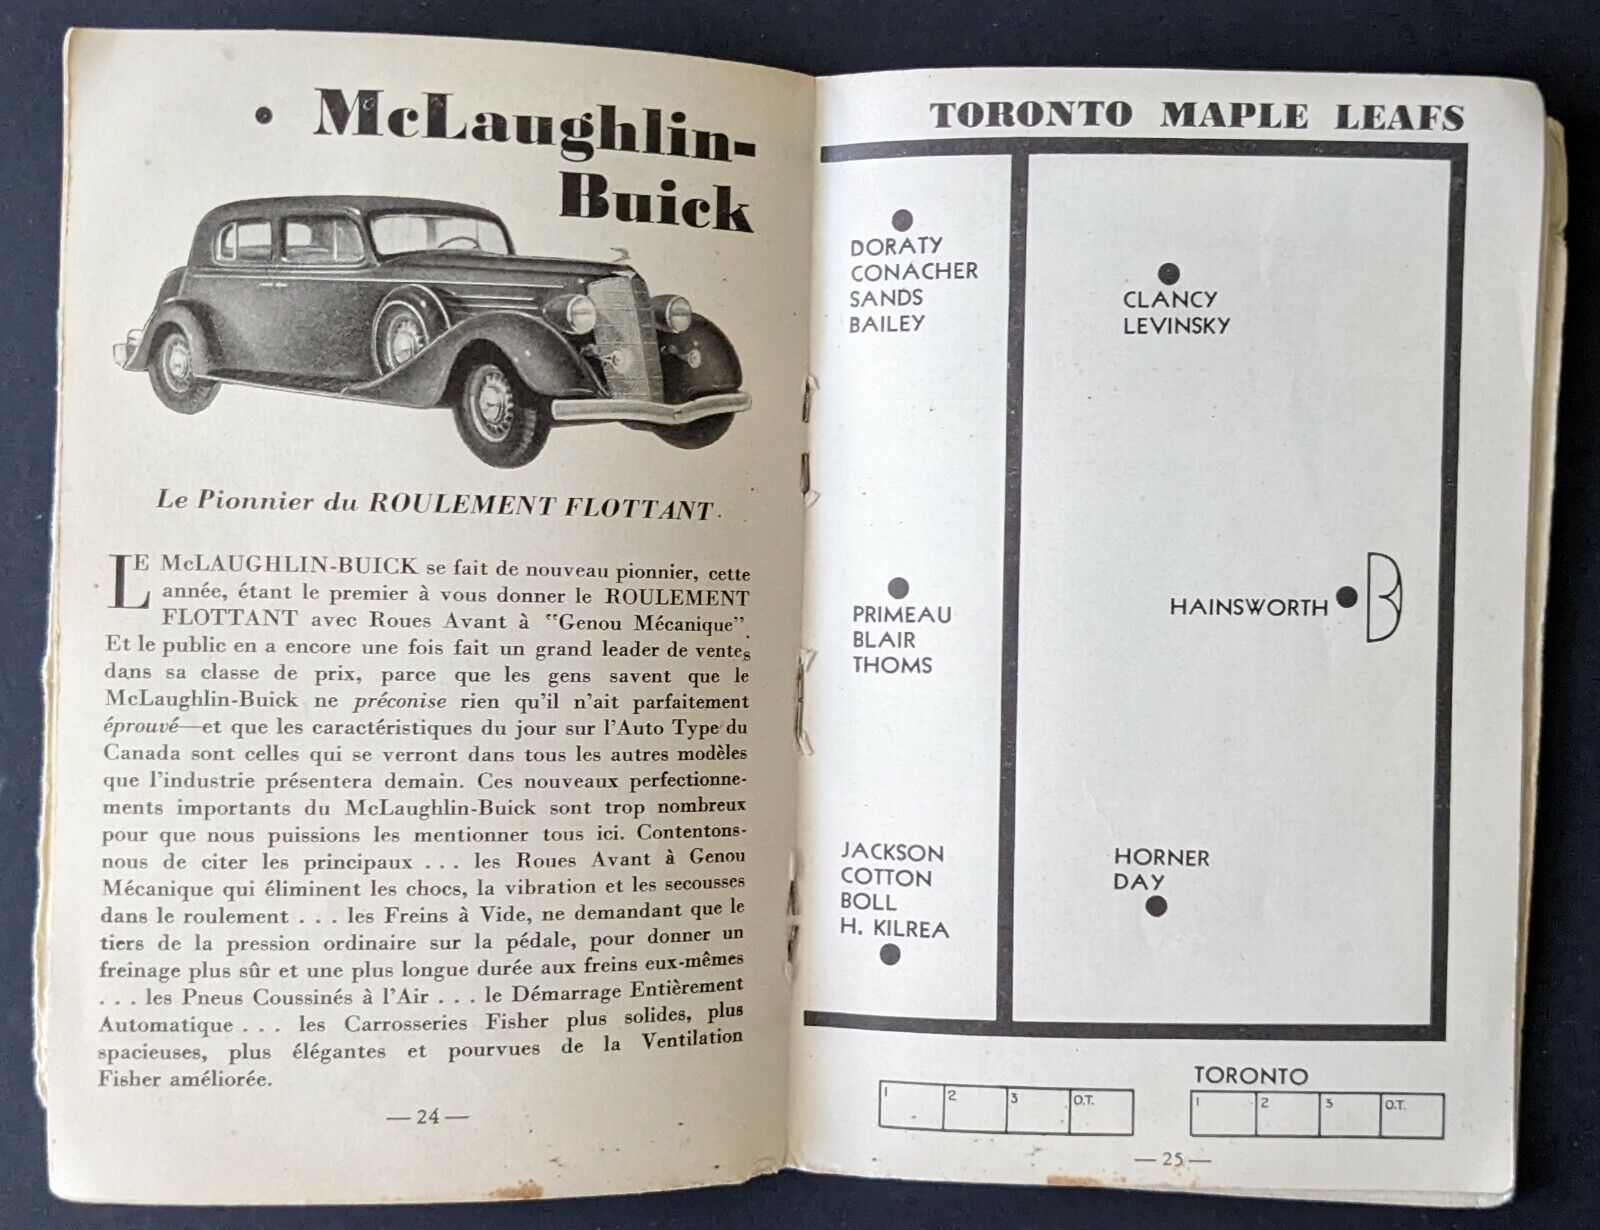 • McLaughlin-
Buick
Le Pionnier du ROULEMENT FLOTTANT.
LE McLAUGHLIN-BUICK se fait de nouveau pionnier, cette
année, étant le premier à vous donner le ROULEMENT
FLOTTANT avec Roues Avant à "Genou Mécanique".
Et le public en a encore une fois fait un grand leader de ventes
dans sa classe de prix, parce que les gens savent que le
McLaughlin-Buick ne préconise rien qu'il n'ait parfaitement
éprouvé—et que les caractéristiques du jour sur l'Auto Type du
Canada sont celles qui se verront dans tous les autres modèles
que l'industrie présentera demain. Ces nouveaux perfectionne-
ments importants du McLaughlin-Buick sont trop nombreux
pour que nous puissions les mentionner tous ici. Contentons-
nous de citer les principaux . . . les Roues Avant à Genou
Mécanique qui éliminent les chocs, la vibration et les secousses
dans le roulement . . . les Freins à Vide, ne demandant que le
tiers de la pression ordinaire sur la pédale, pour donner un
freinage plus sûr et une plus longue durée aux freins eux-mêmes
. . . les Pneus Coussinés à l'Air . . . le Démarrage Entièrement
Automatique . . . les Carrosseries Fisher plus solides, plus
spacieuses, plus élégantes et pourvues de la Ventilation
Fisher améliorée.
— 24 —
TORONTO MAPLE LEAFS
DORATY
CONACHER
SANDS
BAILEY
CLANCY
LEVINSKY
PRIMEAU
BLAIR
THOMS
HAINSWORTH
JACKSON
COTTON
BOLL
H. KILREA
HORNER
DAY
TORONTO
1 2 3 O.T.
1 2 3 O.T.
— 25 —